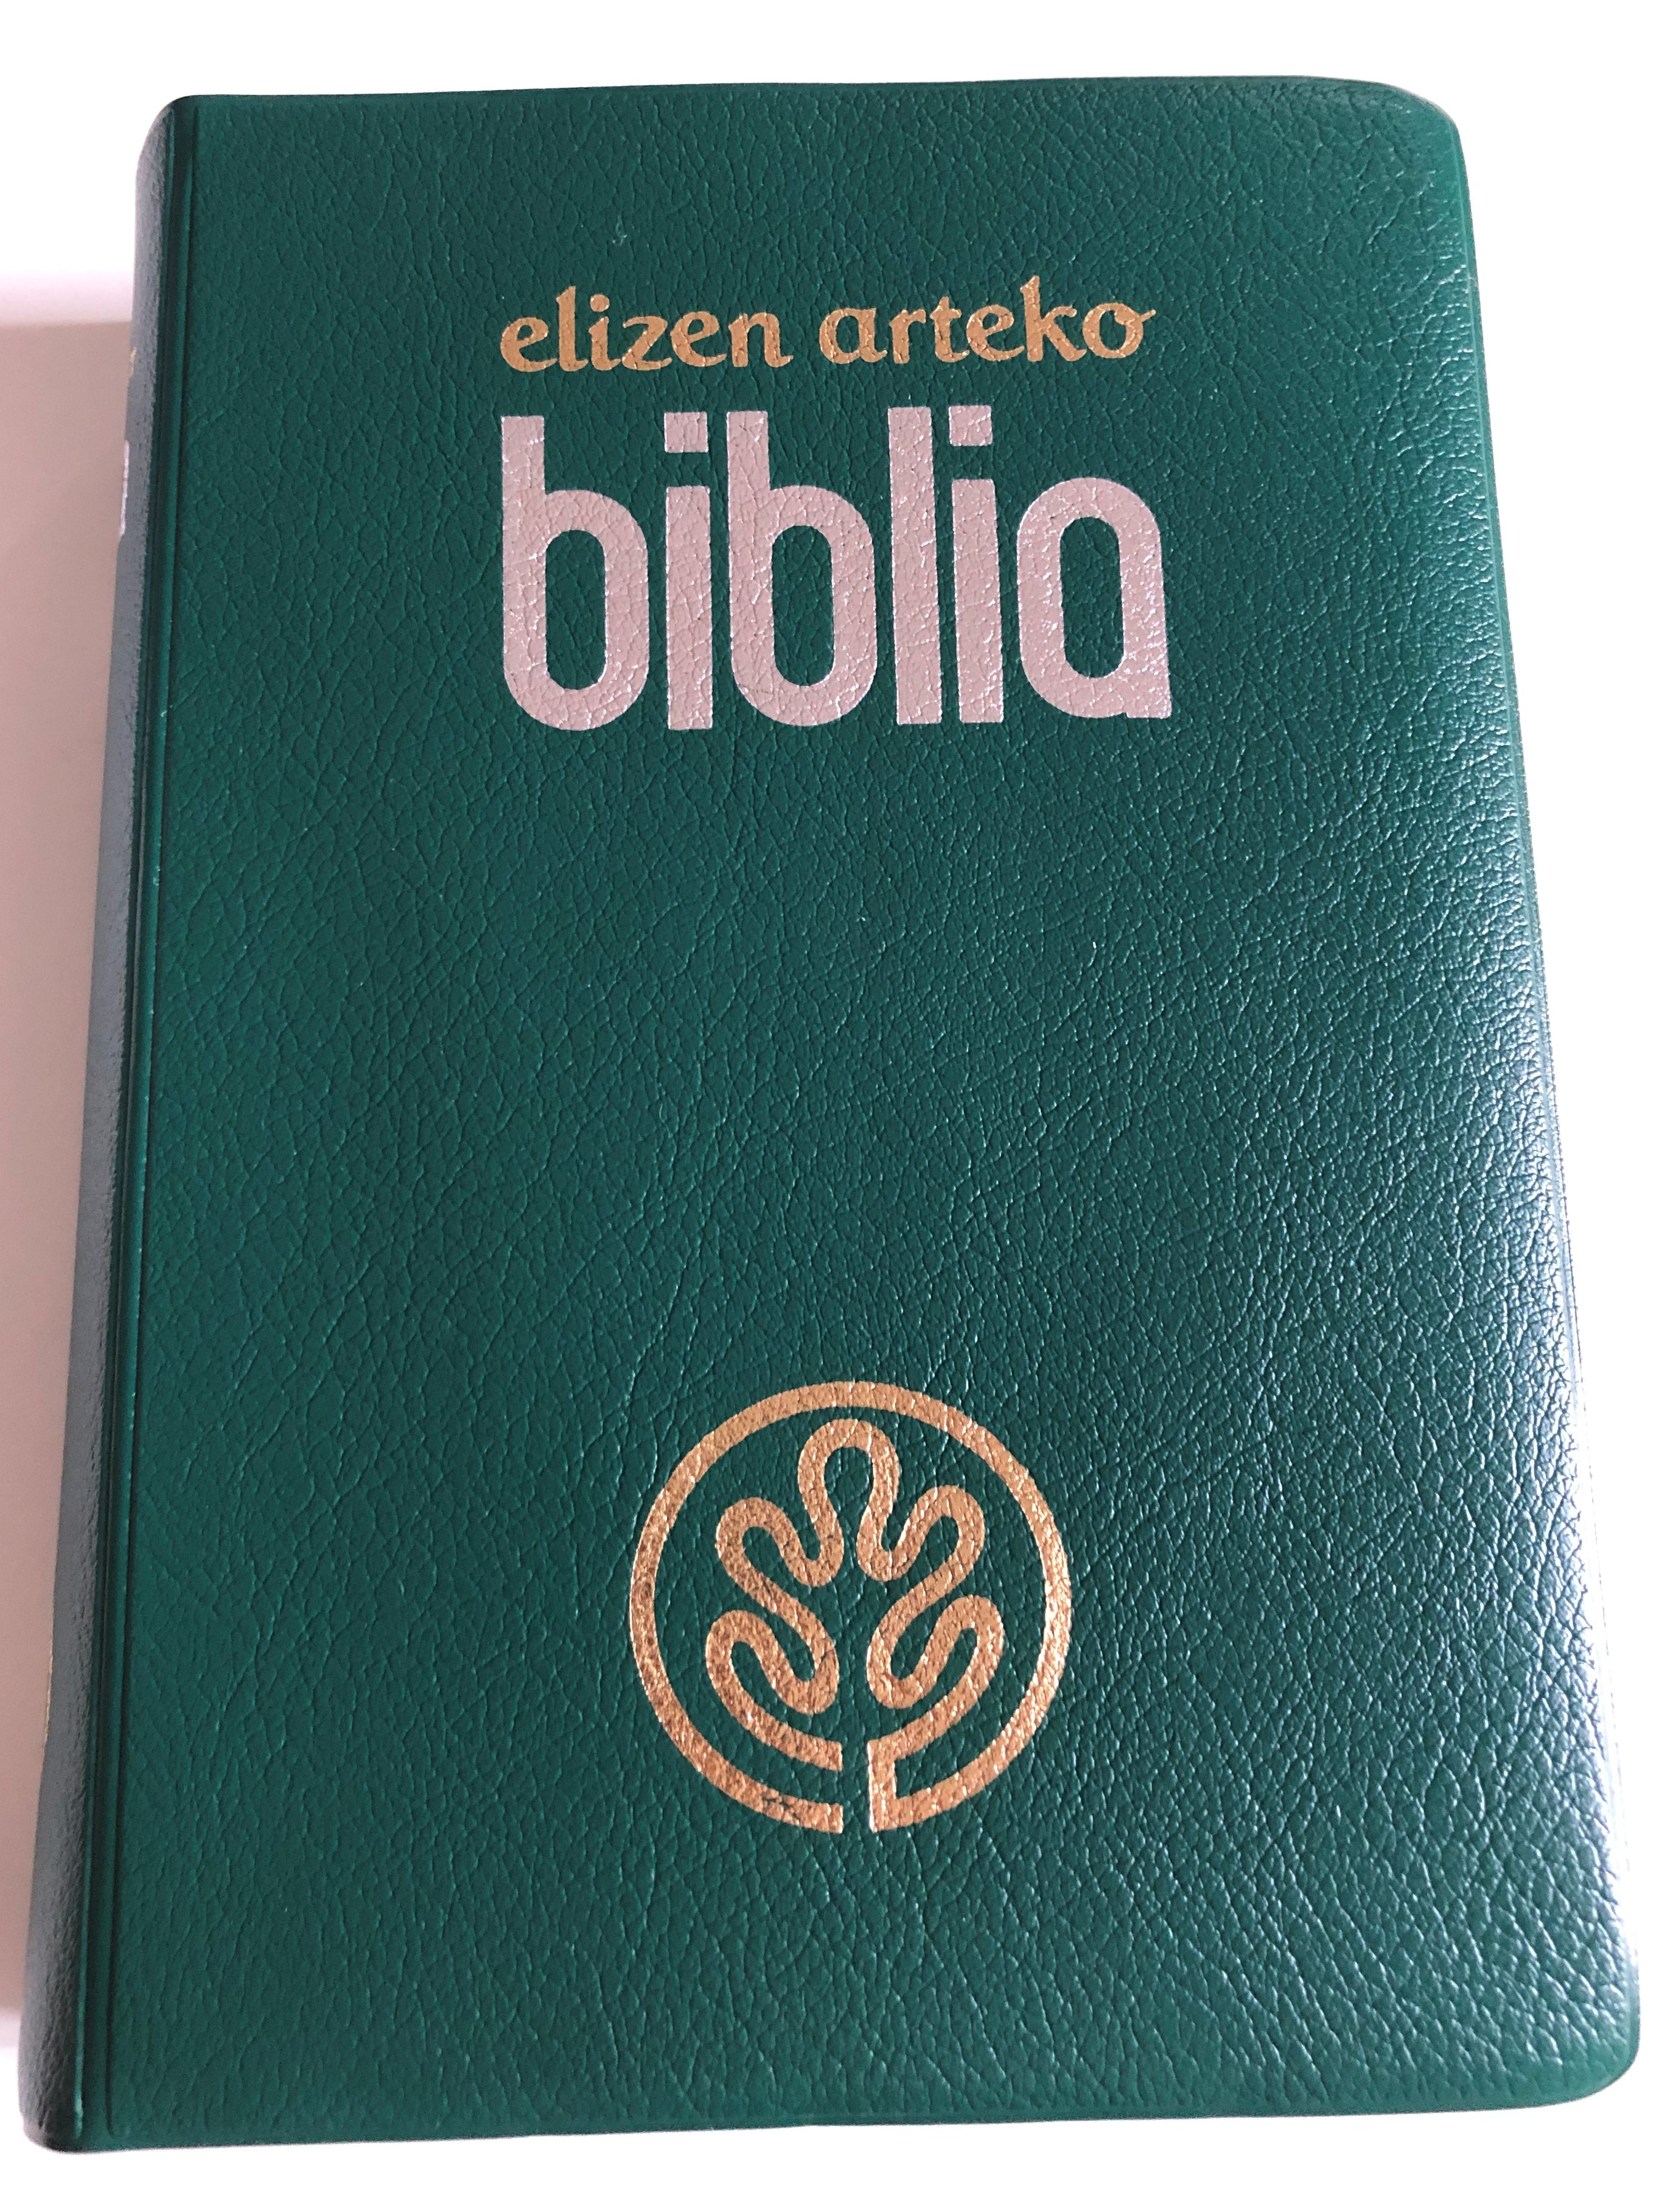 elizen arteko
biblia